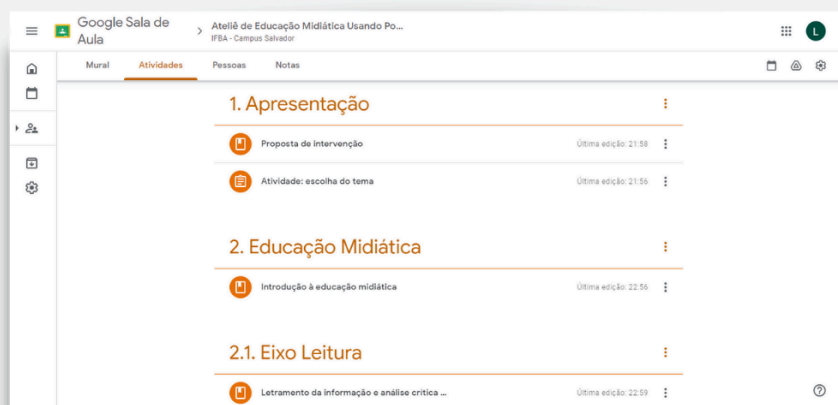 Google Sala de Aula
Ateliê de Educação Midiática Usando Po...
IFBA - Campus Salvador
L
Mural Atividades Pessoas Notas
1. Apresentação
Proposta de intervenção Última edição: 21:58
Atividade: escolha do tema Última edição: 21:56
2. Educação Midiática
Introdução à educação midiática Última edição: 22:56
2.1. Eixo Leitura
Letramento da informação e análise crítica ... Última edição: 22:59